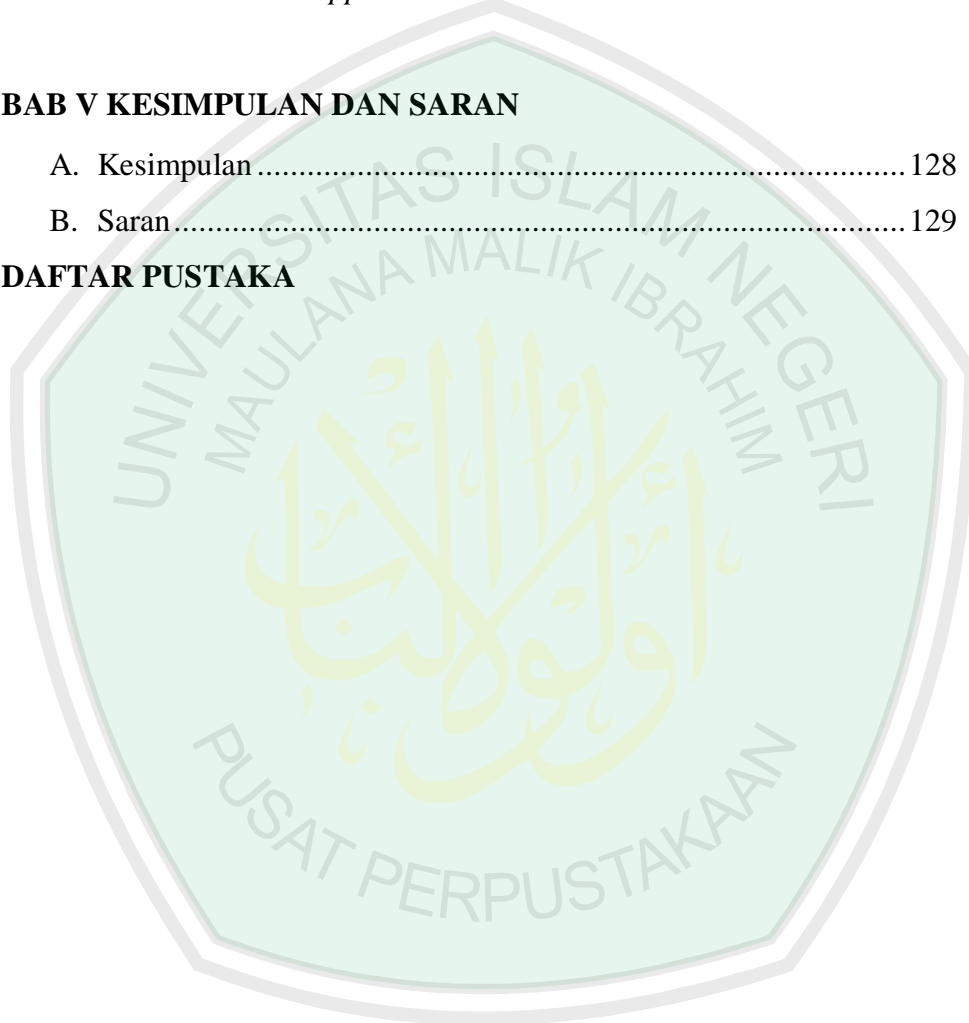 BAB V KESIMPULAN DAN SARAN
A. Kesimpulan ............................................................................... 128
B. Saran ......................................................................................... 129
DAFTAR PUSTAKA
UNIVERSITAS ISLAM NEGERI
MAULANA MALIK IBRAHIM
PUSAT PERPUSTAKAAN